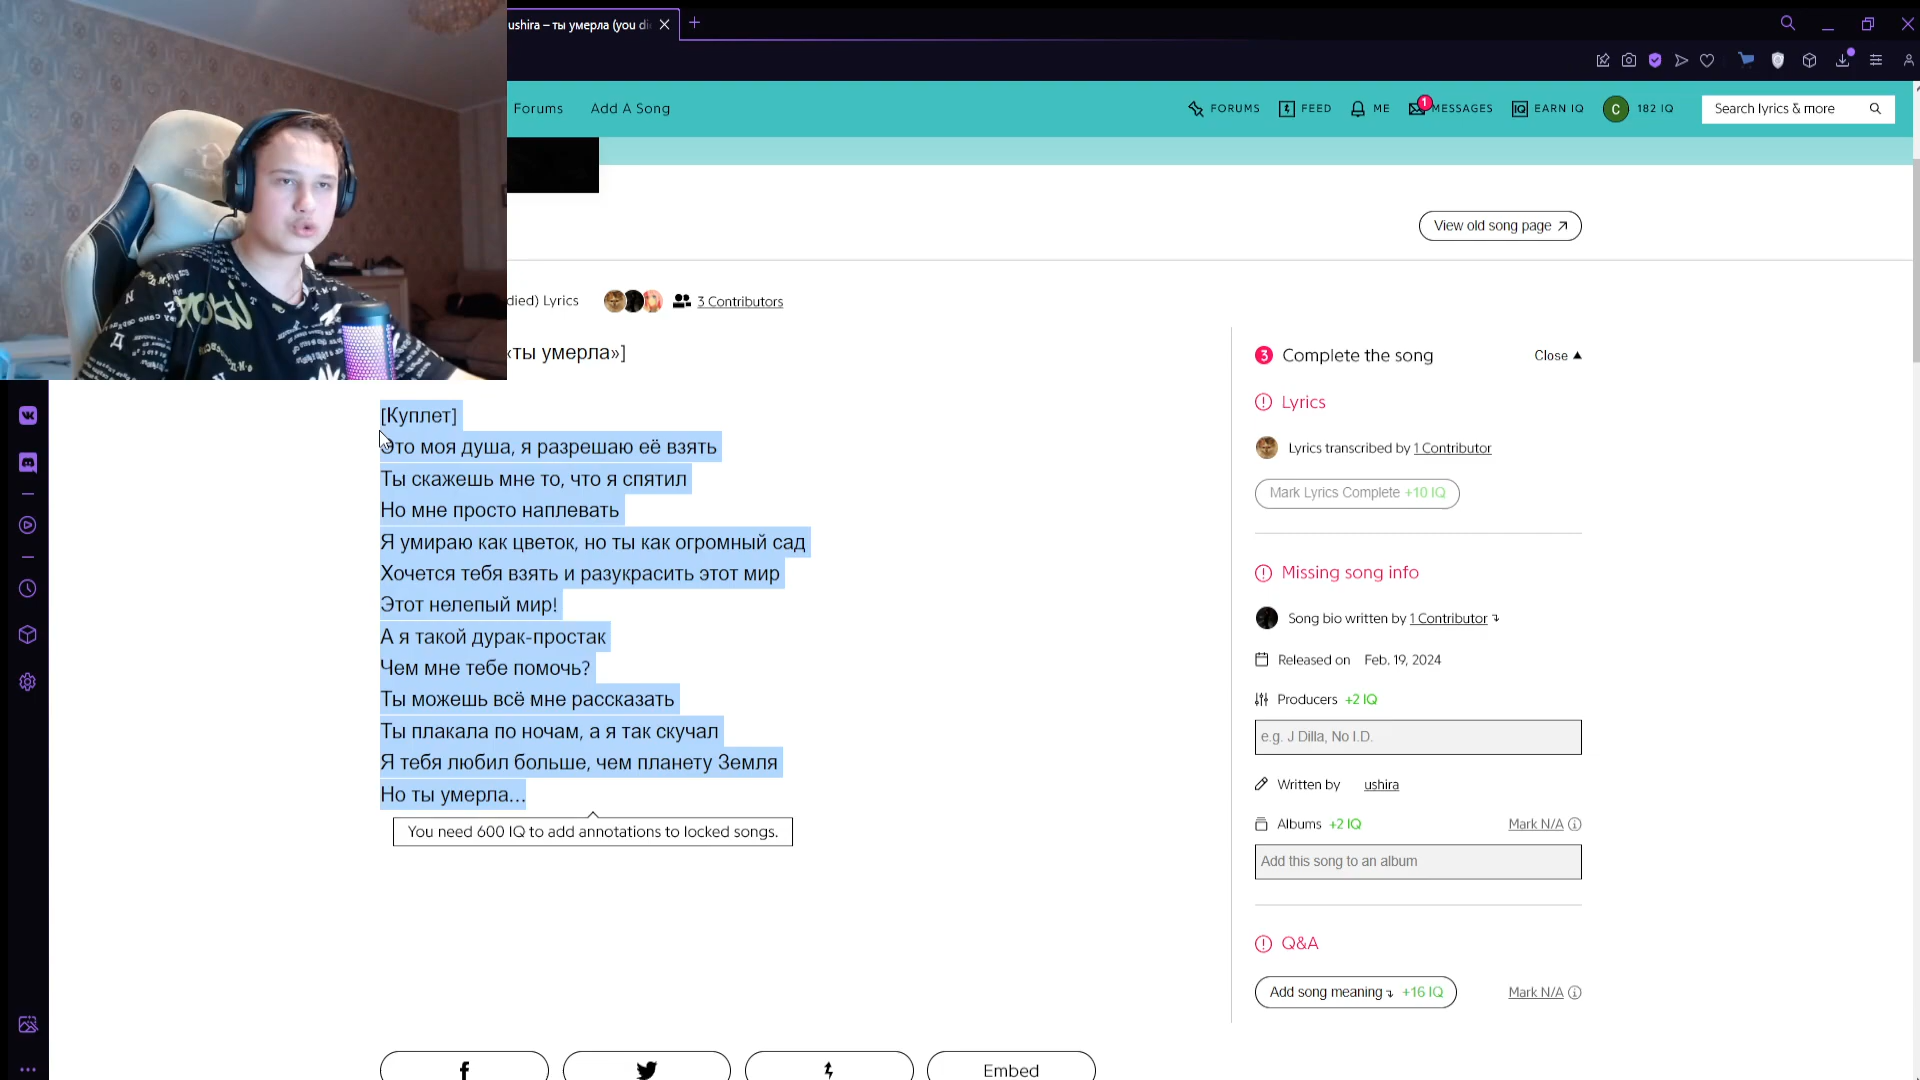 ushira – ты умерла (you di
Forums
Add A Song
FORUMS
FEED
ME
1
MESSAGES
IQ
EARN IQ
C
182 IQ
Search lyrics & more
View old song page
died) Lyrics
3 Contributors
«ты умерла»]
[Куплет]
Это моя душа, я разрешаю её взять
Ты скажешь мне то, что я спятил
Но мне просто наплевать
Я умираю как цветок, но ты как огромный сад
Хочется тебя взять и разукрасить этот мир
Этот нелепый мир!
А я такой дурак-простак
Чем мне тебе помочь?
Ты можешь всё мне рассказать
Ты плакала по ночам, а я так скучал
Я тебя любил больше, чем планету Земля
Но ты умерла...
You need 600 IQ to add annotations to locked songs.
3 Complete the song
Close
Lyrics
Lyrics transcribed by 1 Contributor
Mark Lyrics Complete +10 IQ
Missing song info
Song bio written by 1 Contributor
Released on Feb. 19, 2024
Producers +2 IQ
e.g. J Dilla, No I.D.
Written by ushira
Albums +2 IQ
Mark N/A
Add this song to an album
Q&A
Add song meaning +16 IQ
Mark N/A
Embed